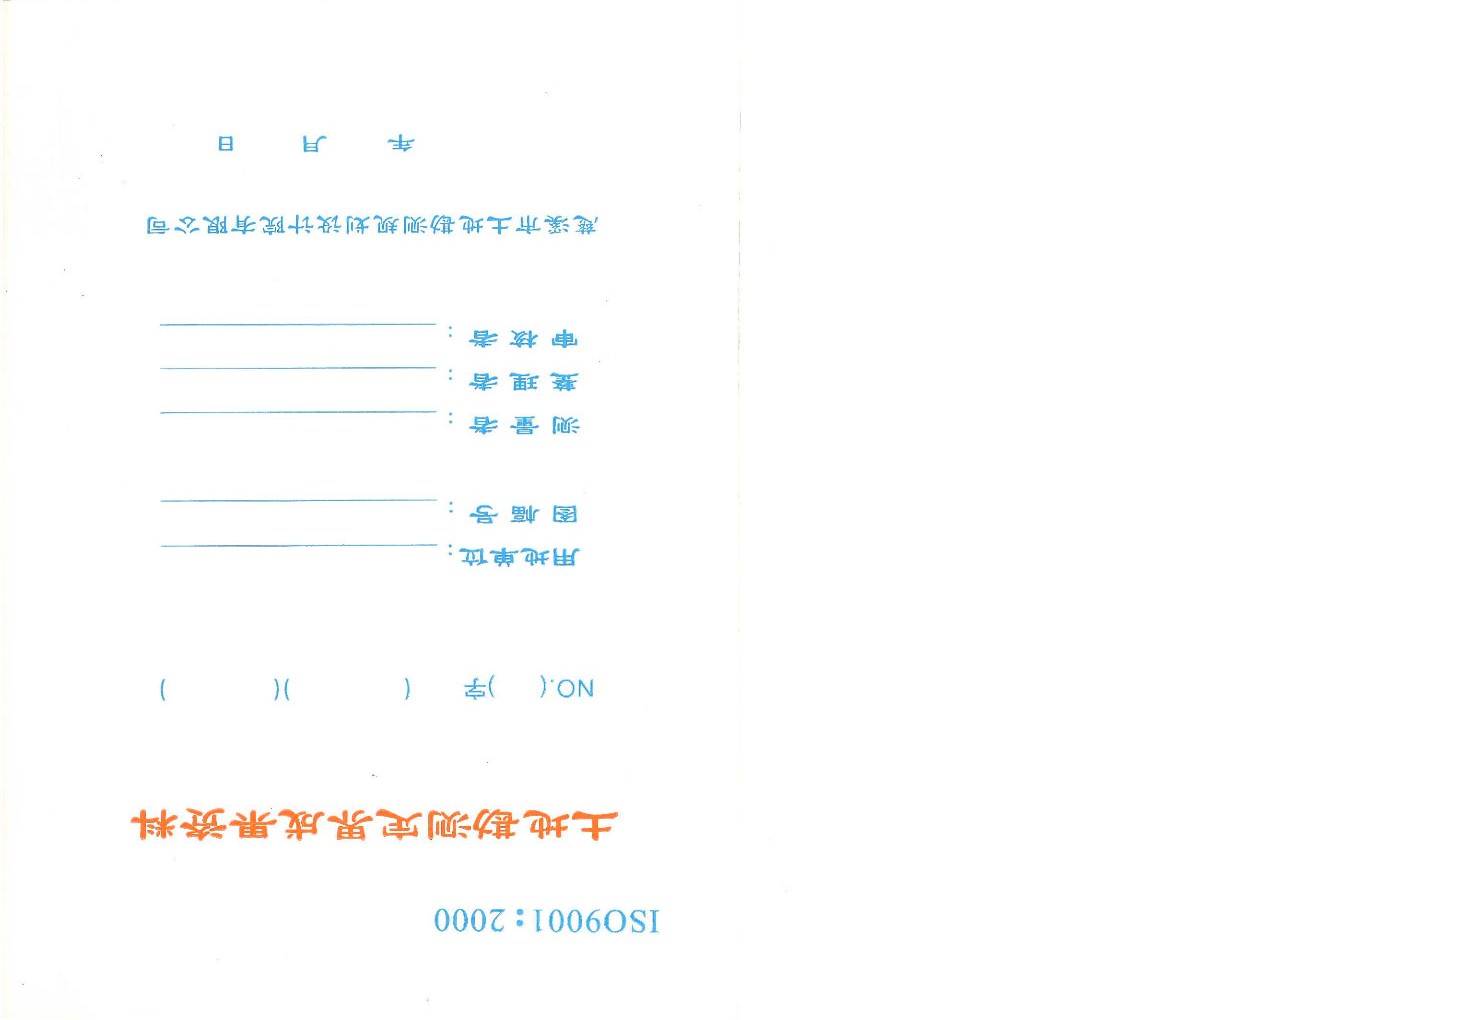 ISO9001:2000
土地勘测定界成果资料
NO.( )字 ( )( )
用地单位:
图幅号:
测量者:
整理者:
审核者:
慈溪市土地勘测规划设计院有限公司
年 月 日